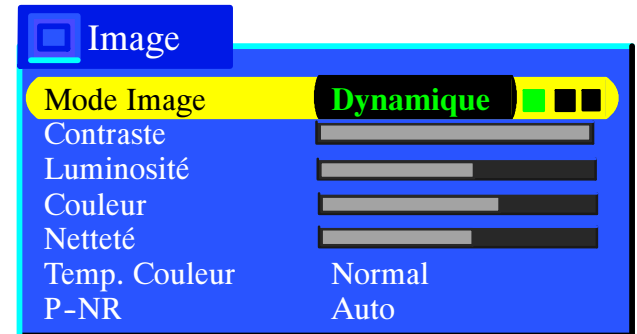 Image
Mode Image Dynamique
Contraste
Luminosité
Couleur
Netteté
Temp. Couleur Normal
P-NR Auto